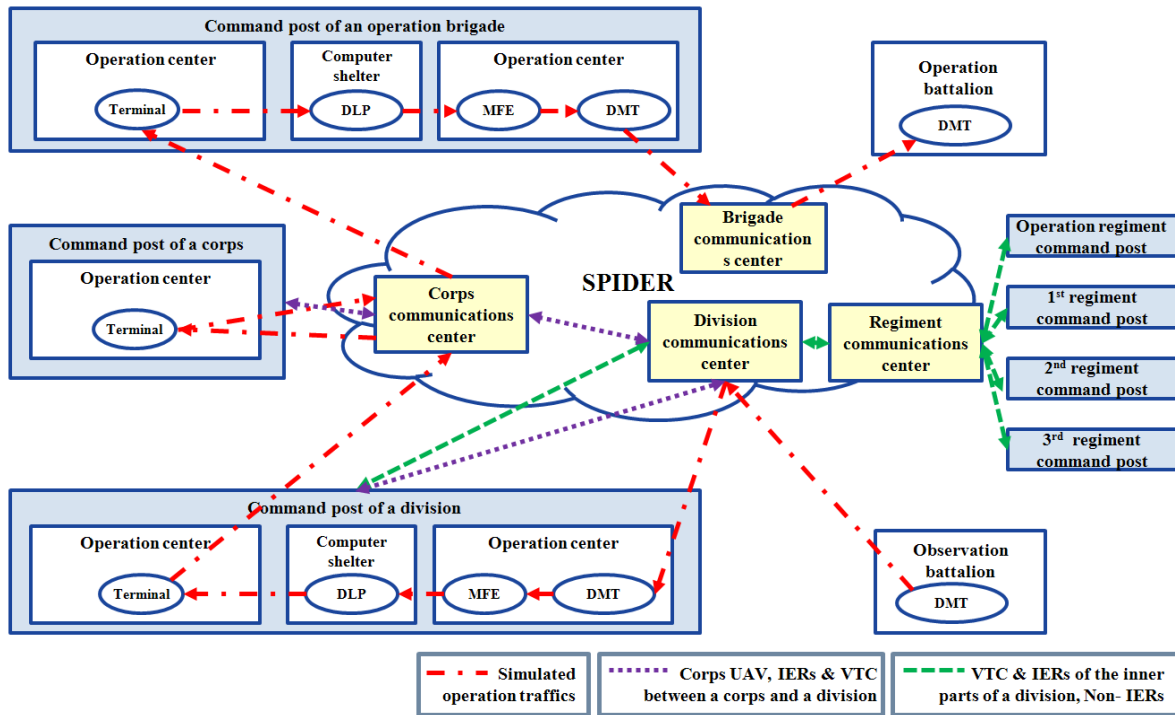 Command post of an operation brigade
Operation center
Terminal
Computer
shelter
DLP
Operation center
MFE
DMT
Operation
battalion
DMT
Command post of a corps
Operation center
Terminal
SPIDER
Brigade
communication
s center
Corps
communications
center
Division
communications
center
Regiment
communications
center
Operation regiment
command post
1st regiment
command post
2nd regiment
command post
3rd regiment
command post
Command post of a division
Operation center
Terminal
Computer
shelter
DLP
Operation center
MFE
DMT
Observation
battalion
DMT
Simulated
operation traffics
Corps UAV, IERs & VTC
between a corps and a division
VTC & IERs of the inner
parts of a division, Non- IERs